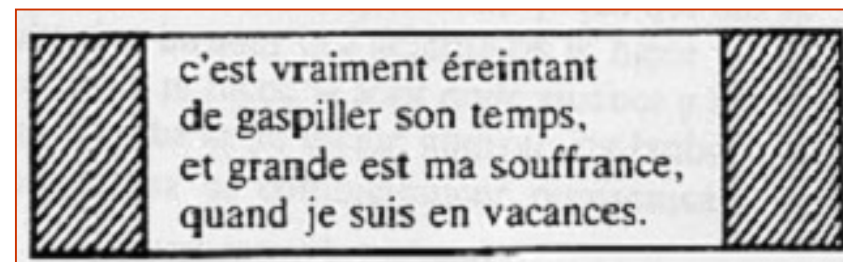 c'est vraiment éreintant
de gaspiller son temps,
et grande est ma souffrance,
quand je suis en vacances.